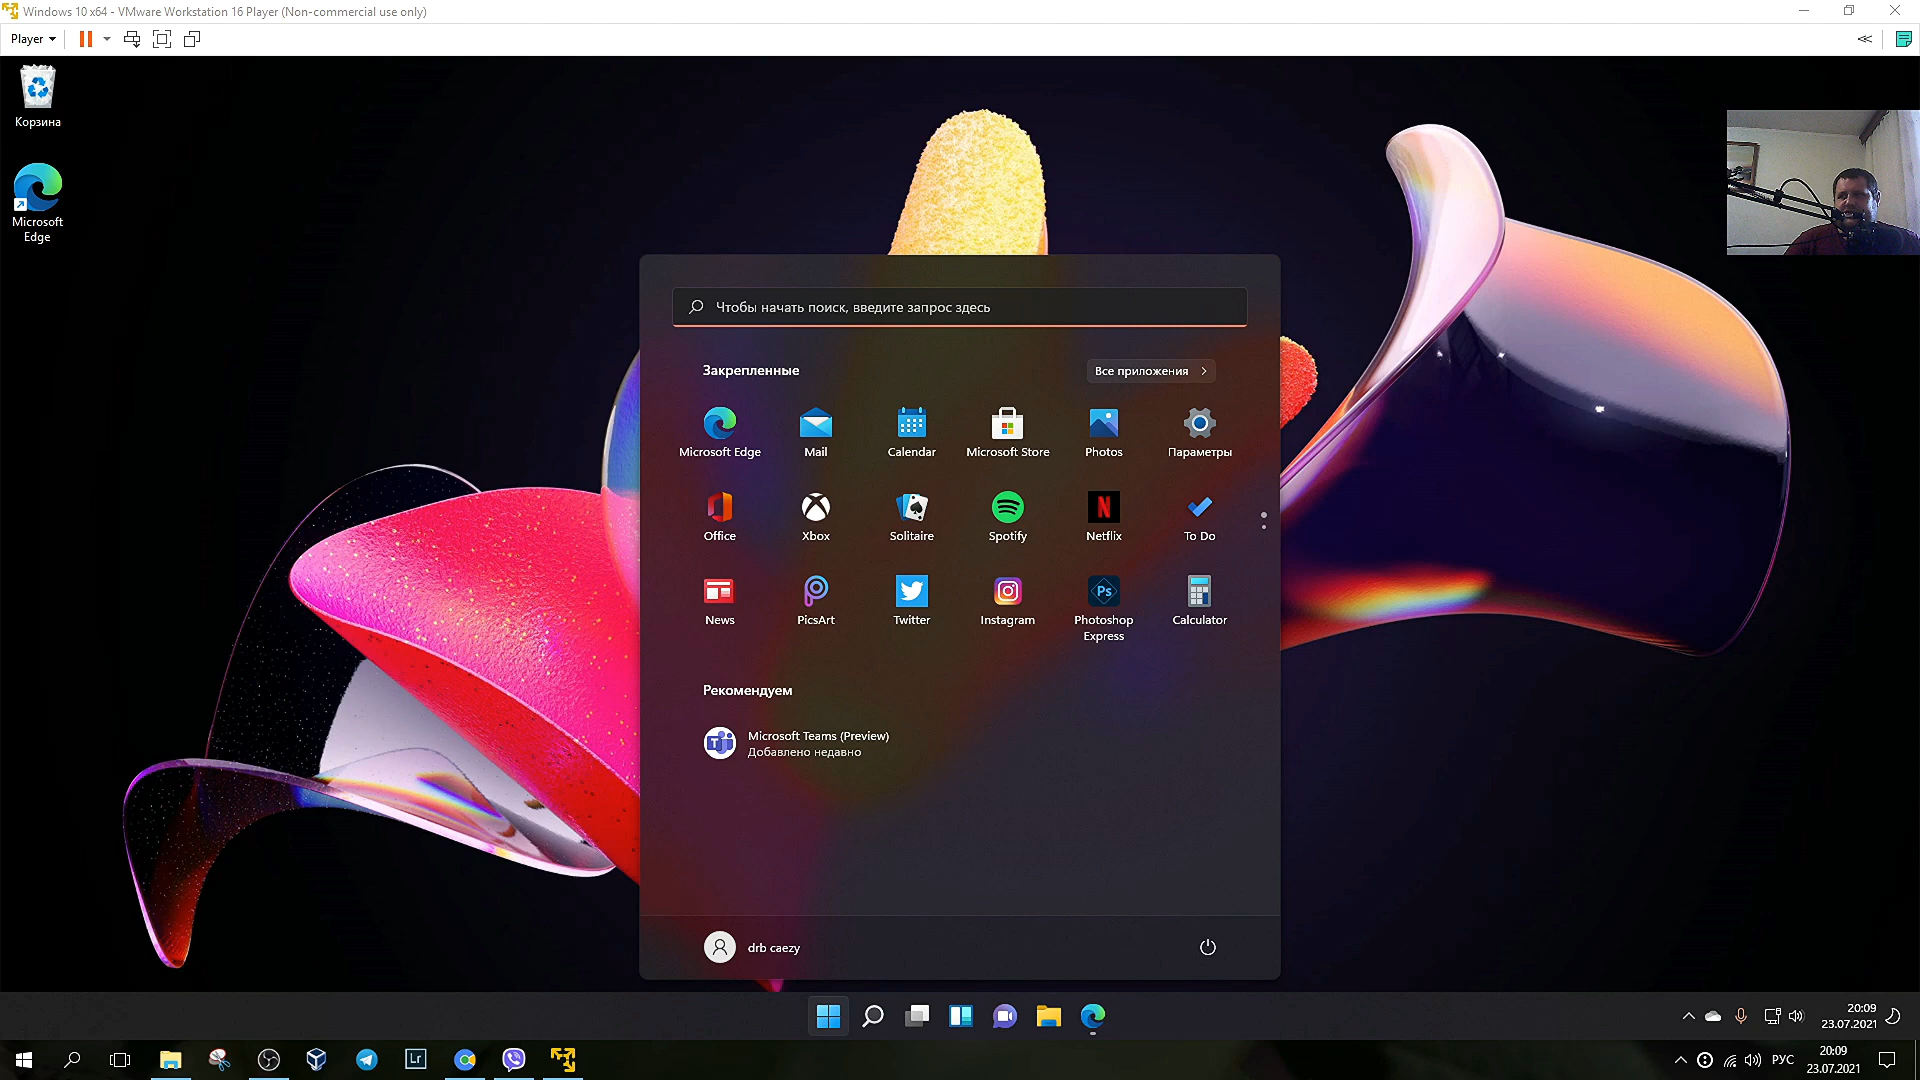 Windows 10 x64 - VMware Workstation 16 Player (Non-commercial use only)
Player
Корзина
Microsoft
Edge
Чтобы начать поиск, введите запрос здесь
Закрепленные
Все приложения
Microsoft Edge
Mail
Calendar
Microsoft Store
Photos
Параметры
Office
Xbox
Solitaire
Spotify
Netflix
To Do
News
PicsArt
Twitter
Instagram
Ps
Photoshop
Express
Calculator
Рекомендуем
Microsoft Teams (Preview)
Добавлено недавно
drb caezy
20:09
23.07.2021
Lr
РУС
20:09
23.07.2021